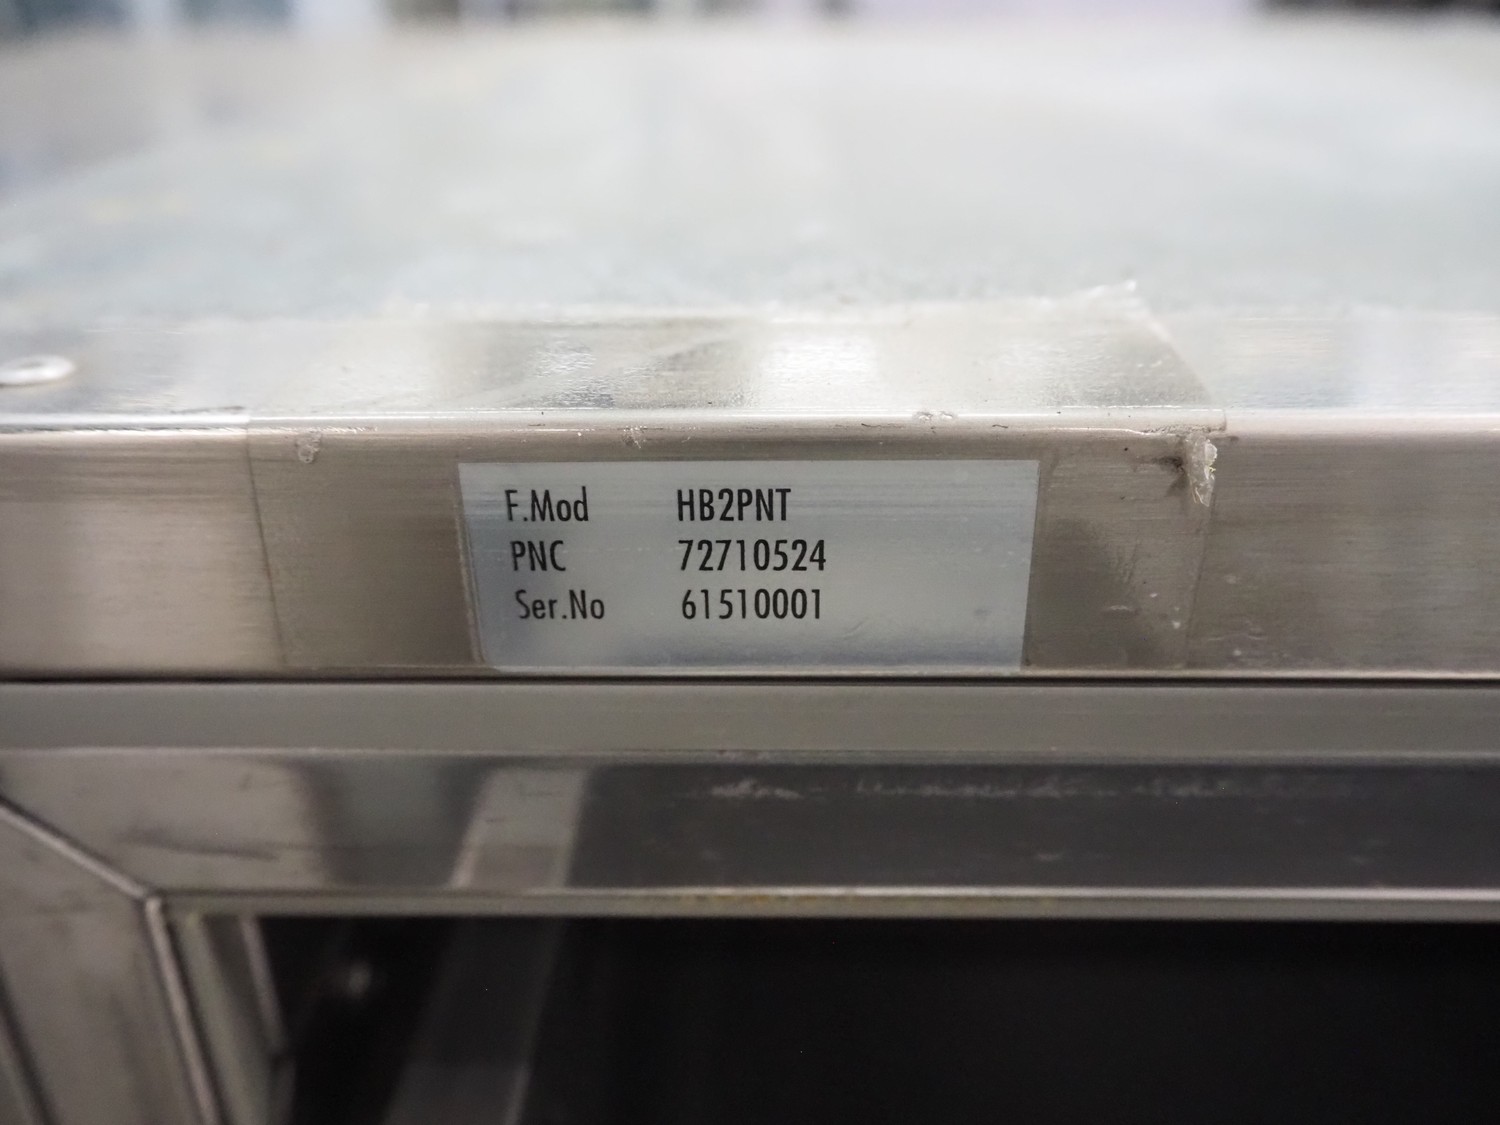 F.Mod HB2PNT
PNC 72710524
Ser.No 61510001